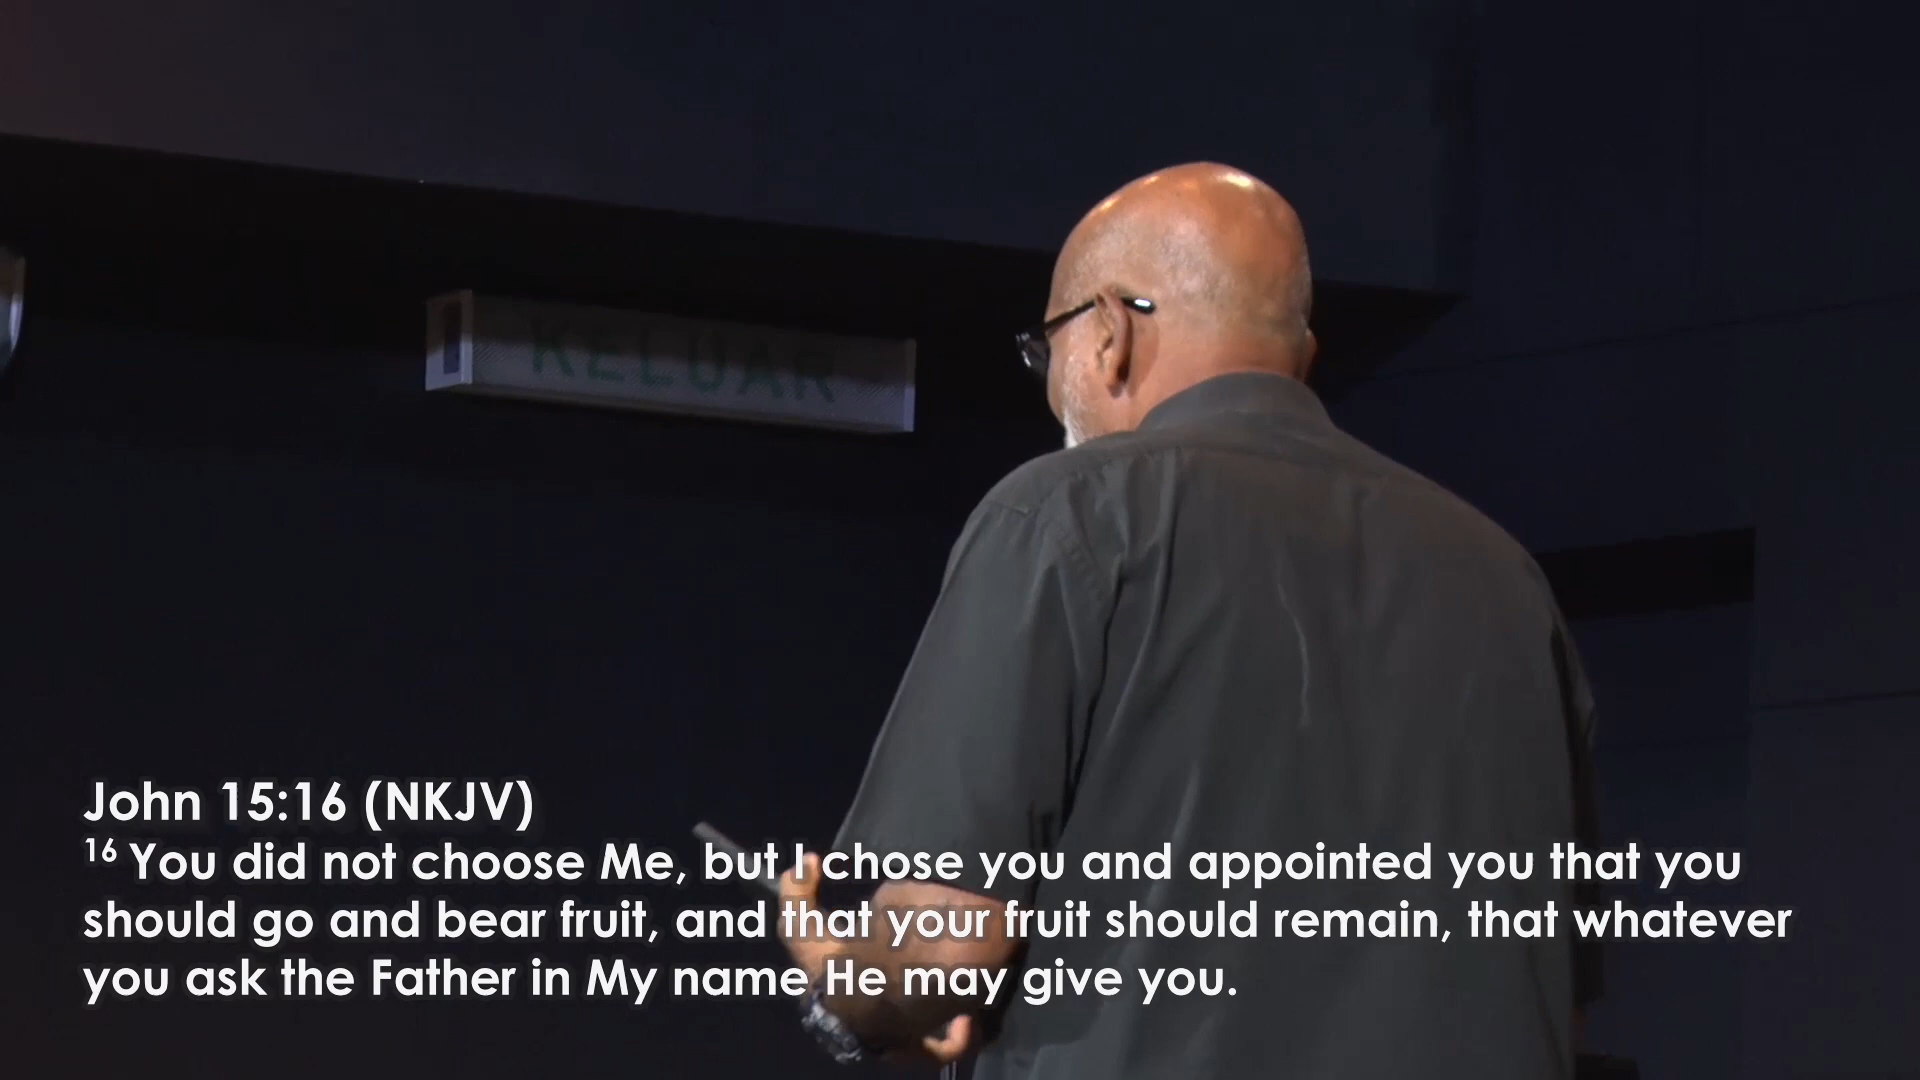 KELUAR
John 15:16 (NKJV)
16 You did not choose Me, but I chose you and appointed you that you
should go and bear fruit, and that your fruit should remain, that whatever
you ask the Father in My name He may give you.